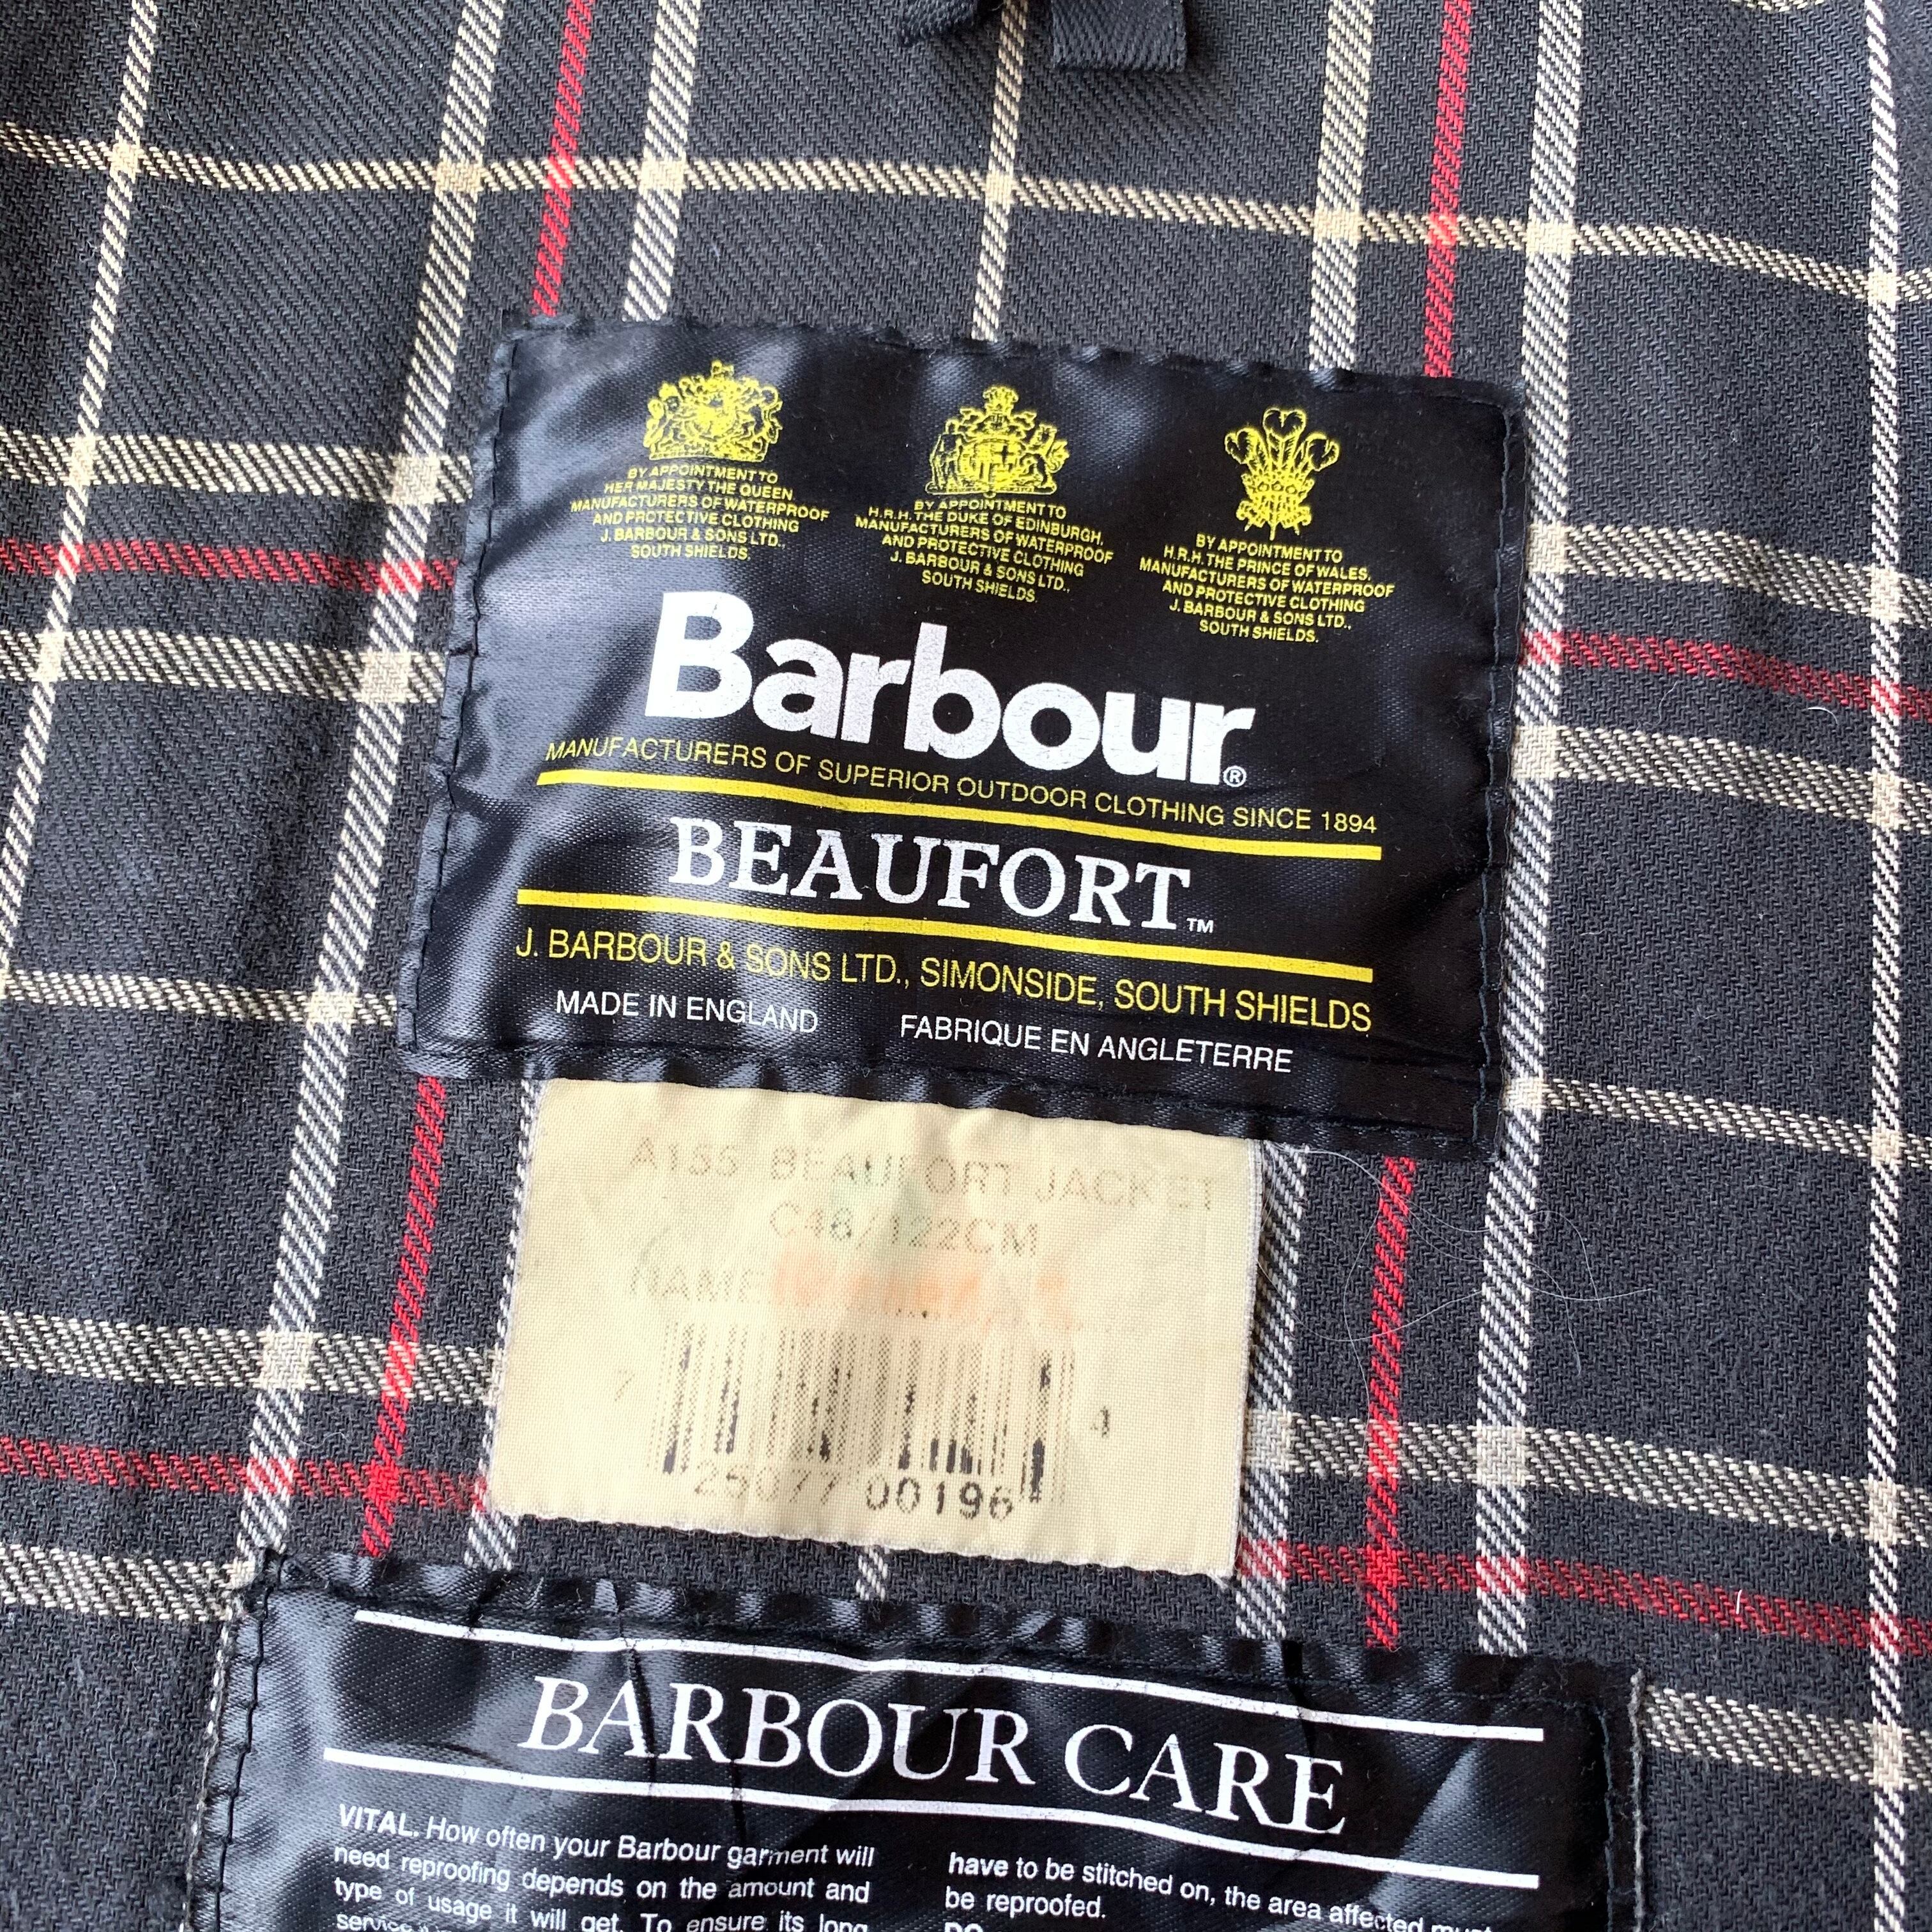 BY APPOINTMENT TO
HER MAJESTY THE QUEEN
MANUFACTURERS OF WATERPROOF
AND PROTECTIVE CLOTHING
J. BARBOUR & SONS LTD.,
SOUTH SHIELDS.
BY APPOINTMENT TO
H.R.H. THE DUKE OF EDINBURGH.
MANUFACTURERS OF WATERPROOF
AND PROTECTIVE CLOTHING
J. BARBOUR & SONS LTD.,
SOUTH SHIELDS.
BY APPOINTMENT TO
H.R.H. THE PRINCE OF WALES.
MANUFACTURERS OF WATERPROOF
AND PROTECTIVE CLOTHING
J. BARBOUR & SONS LTD.,
SOUTH SHIELDS.
Barbour®
MANUFACTURERS OF SUPERIOR OUTDOOR CLOTHING SINCE 1894
BEAUFORT™
J. BARBOUR & SONS LTD., SIMONSIDE, SOUTH SHIELDS
MADE IN ENGLAND FABRIQUE EN ANGLETERRE
A155 BEAUFORT JACKET
C48/122CM
NAME
7 25077 00196 4
BARBOUR CARE
VITAL. How often your Barbour garment will
need reproofing depends on the amount and
type of usage it will get. To ensure its long
have to be stitched on, the area affected must
be reproofed.